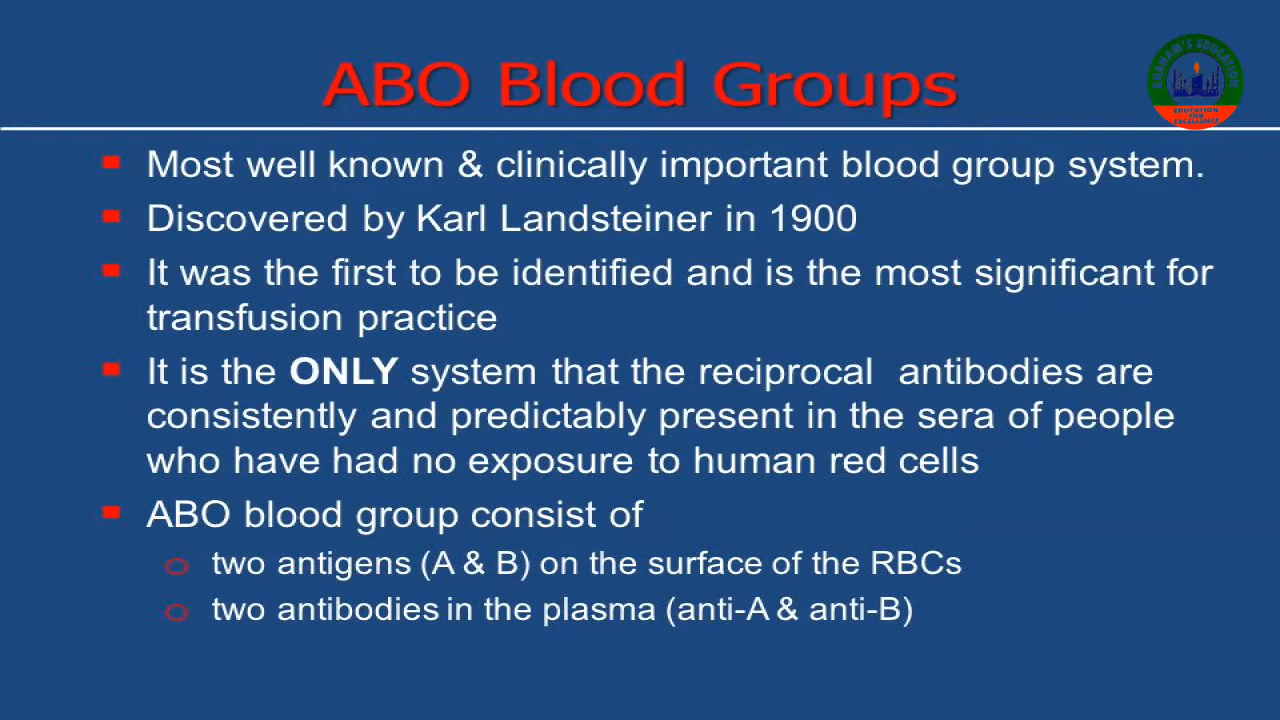 ABO Blood Groups
EDUCATION
FOR
EXCELLENCE
Most well known & clinically important blood group system.
Discovered by Karl Landsteiner in 1900
It was the first to be identified and is the most significant for
transfusion practice
It is the ONLY system that the reciprocal antibodies are
consistently and predictably present in the sera of people
who have had no exposure to human red cells
ABO blood group consist of
two antigens (A & B) on the surface of the RBCs
two antibodies in the plasma (anti-A & anti-B)